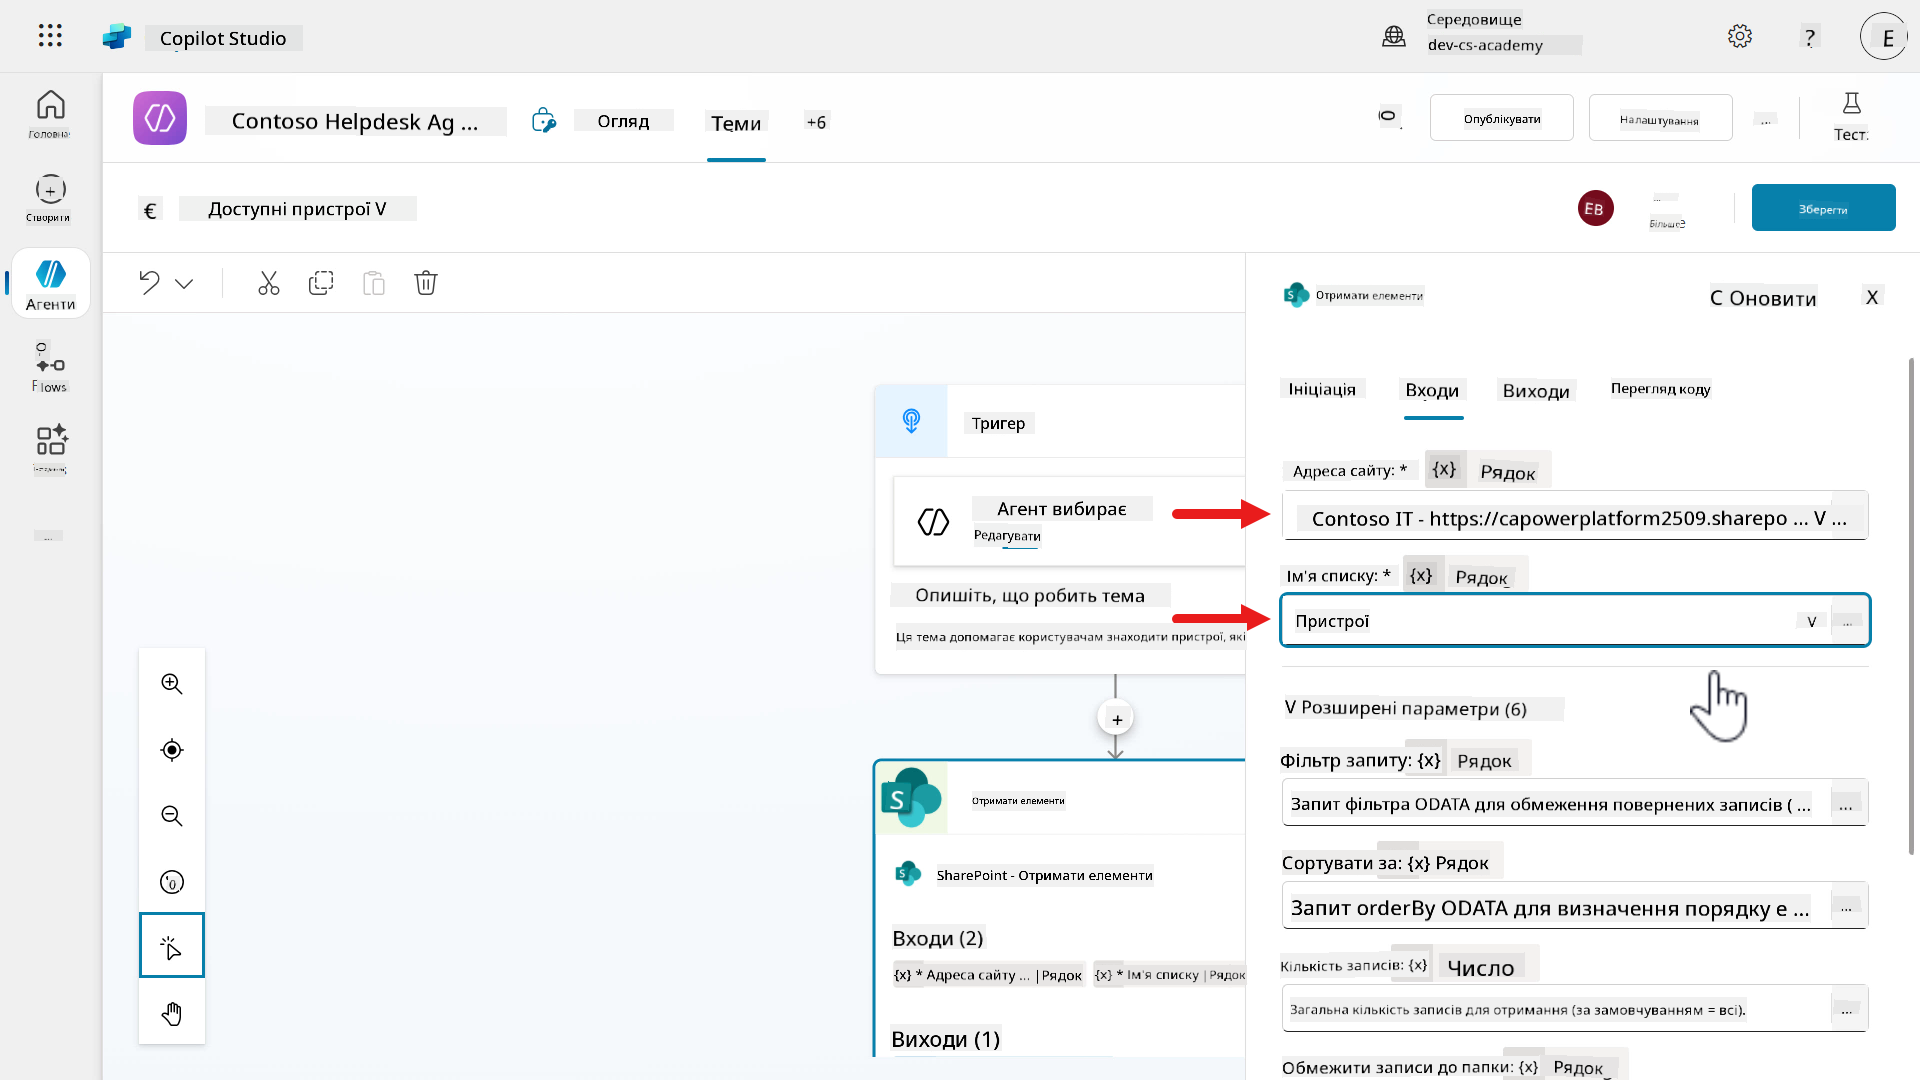 Copilot Studio
Середовище
dev-cs-academy
?
E
Головна
Створити
Агенти
Flows
...
Contoso Helpdesk Ag ...
Огляд
Теми
+6
Опублікувати
Налаштування
...
Тест
€
Доступні пристрої V
EB
...
Більше
Зберегти
Тригер
Агент вибирає
Редагувати
Опишіть, що робить тема
Ця тема допомагає користувачам знаходити пристрої, які
+
Отримати елементи
SharePoint - Отримати елементи
Входи (2)
{x} * Адреса сайту ... |Рядок
{x} * Ім'я списку |Рядок
Виходи (1)
Отримати елементи
С Оновити
X
Ініціація
Входи
Виходи
Перегляд коду
Адреса сайту: * {x} Рядок
Contoso IT - https://capowerplatform2509.sharepo ... V ...
Ім'я списку: * {x} Рядок
Пристрої V ...
V Розширені параметри (6)
Фільтр запиту: {x} Рядок
Запит фільтра ODATA для обмеження повернених записів ( ... ...
Сортувати за: {x} Рядок
Запит orderBy ODATA для визначення порядку е ... ...
Кількість записів: {x} Число
Загальна кількість записів для отримання (за замовчуванням = всі). ...
Обмежити записи до папки: {x} Рядок